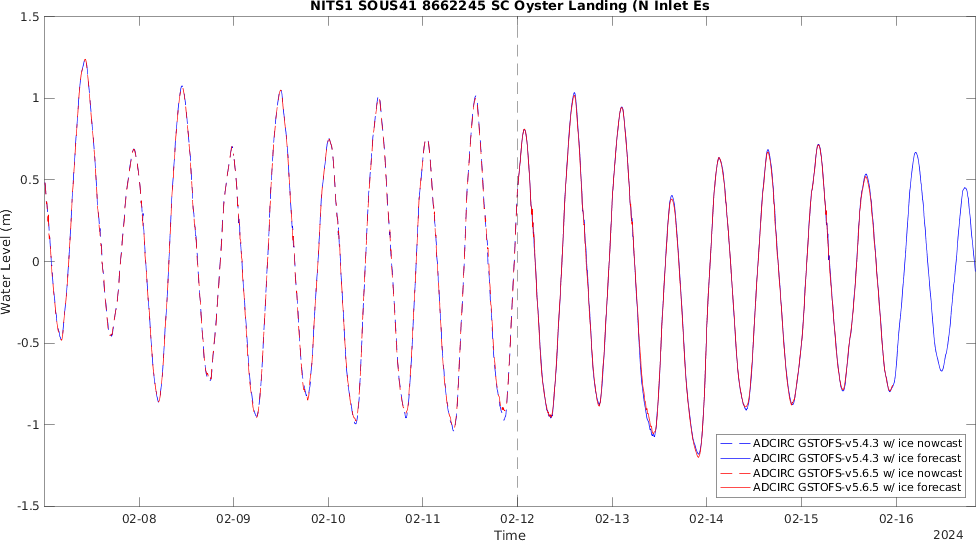 NITS1 SOUS41 8662245 SC Oyster Landing (N Inlet Es
1.5
1
0.5
0
-0.5
-1
-1.5
Water Level (m)
ADCIRC GSTOFS-v5.4.3 w/ ice nowcast
ADCIRC GSTOFS-v5.4.3 w/ ice forecast
ADCIRC GSTOFS-v5.6.5 w/ ice nowcast
ADCIRC GSTOFS-v5.6.5 w/ ice forecast
02-08 02-09 02-10 02-11 02-12 02-13 02-14 02-15 02-16
Time
2024